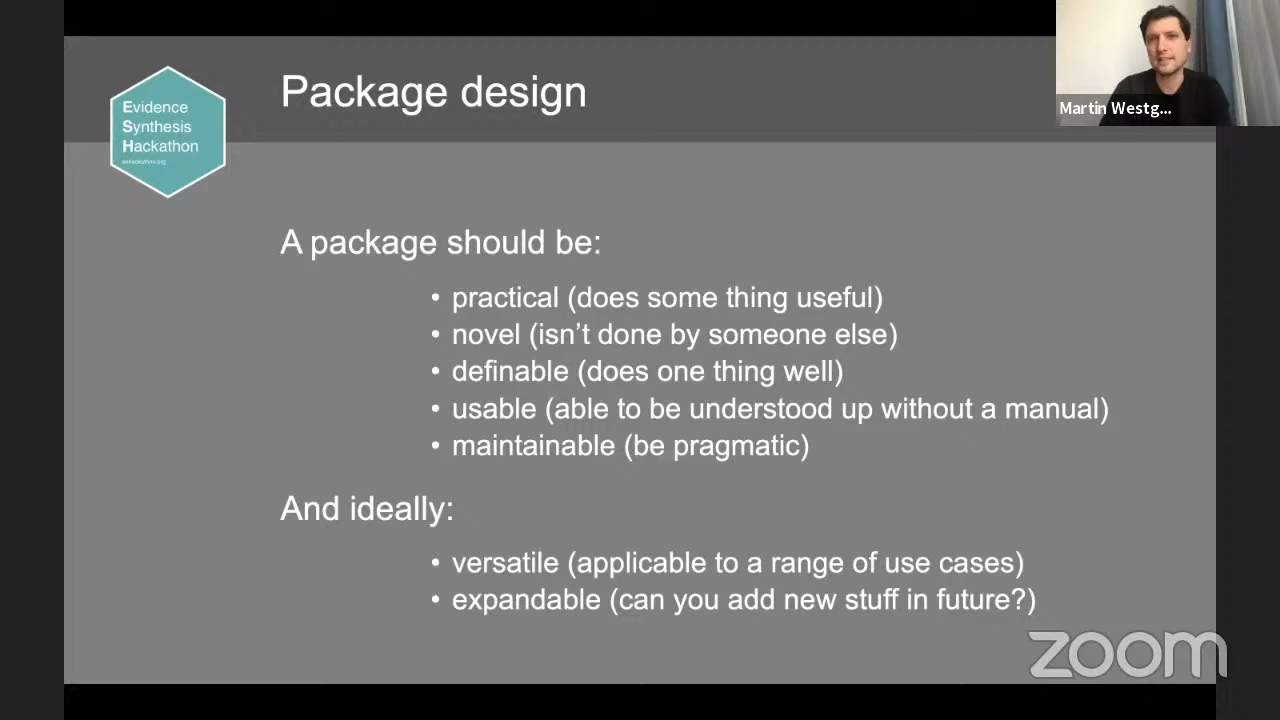 Package design
Evidence
Synthesis
Hackathon
eshackathon.org
Martin Westg...
A package should be:
• practical (does some thing useful)
• novel (isn’t done by someone else)
• definable (does one thing well)
• usable (able to be understood up without a manual)
• maintainable (be pragmatic)
And ideally:
• versatile (applicable to a range of use cases)
• expandable (can you add new stuff in future?)
zoom